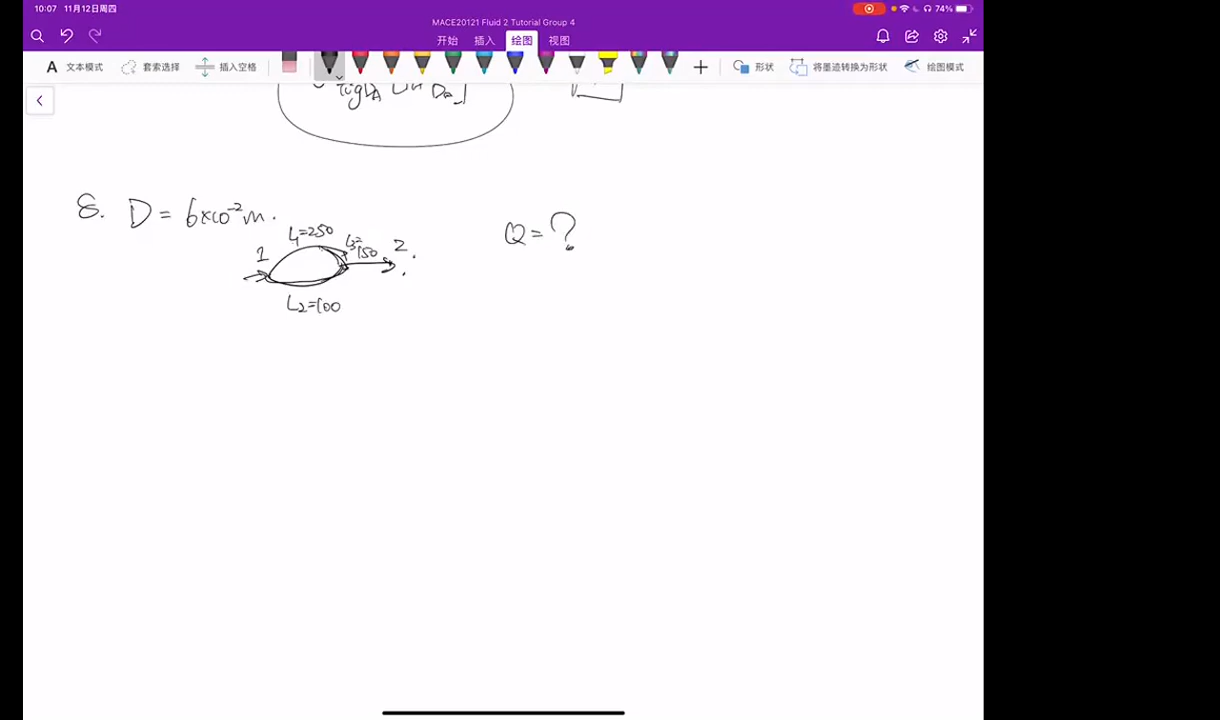 10:07 11月12日周四
74%
MACE20121 Fluid 2 Tutorial Group 4
开始 插入 绘图 视图
A 文本模式 套索选择 插入空格 形状 将墨迹转换为形状 绘图模式
8. D = 6×10⁻²m.
Q = ?
L=250
L3=150
1
2
L2=100